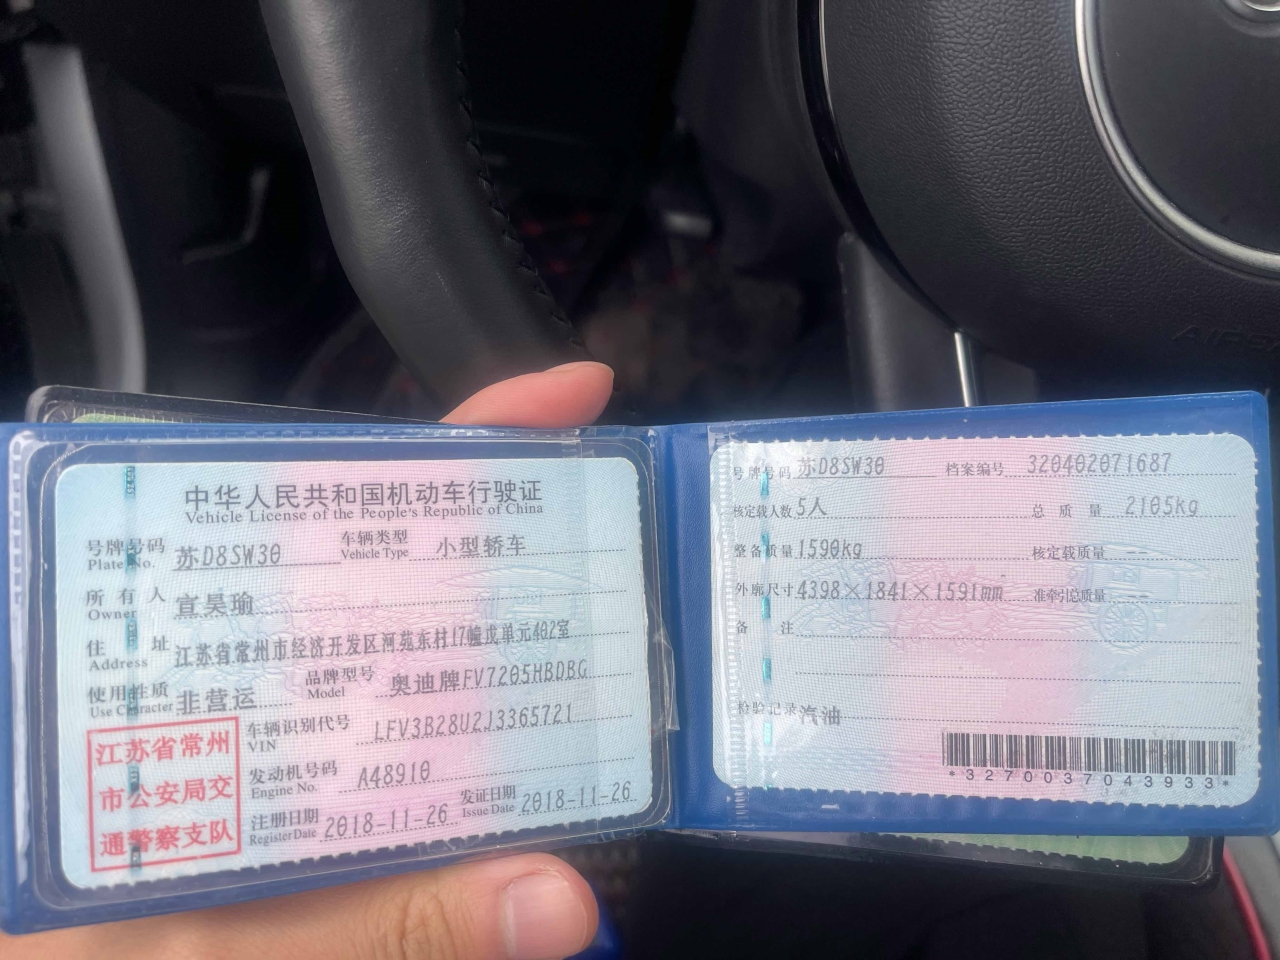 中华人民共和国机动车行驶证
Vehicle License of the People's Republic of China
号牌号码 苏D8SW30 车辆类型 小型轿车
Plate No. Vehicle Type
所有人 宣昊瑜
Owner
住址 江苏省常州市经济开发区河苑东村17幢戊单元402室
Address
使用性质 非营运 品牌型号 奥迪牌FV7205HBDBG
Use Character Model
车辆识别代号 LFV3B28U2J3365721
VIN
发动机号码 A48910
Engine No.
注册日期 2018-11-26 发证日期 2018-11-26
Register Date Issue Date
江苏省常州
市公安局交
通警察支队
号牌号码 苏D8SW30 档案编号 320402071687
核定载人数 5人 总质量 2105kg
整备质量 1590kg 核定载质量 --
外廓尺寸 4398×1841×1591mm 准牵引总质量 --
备注
检验记录 汽油
*3270037043933*